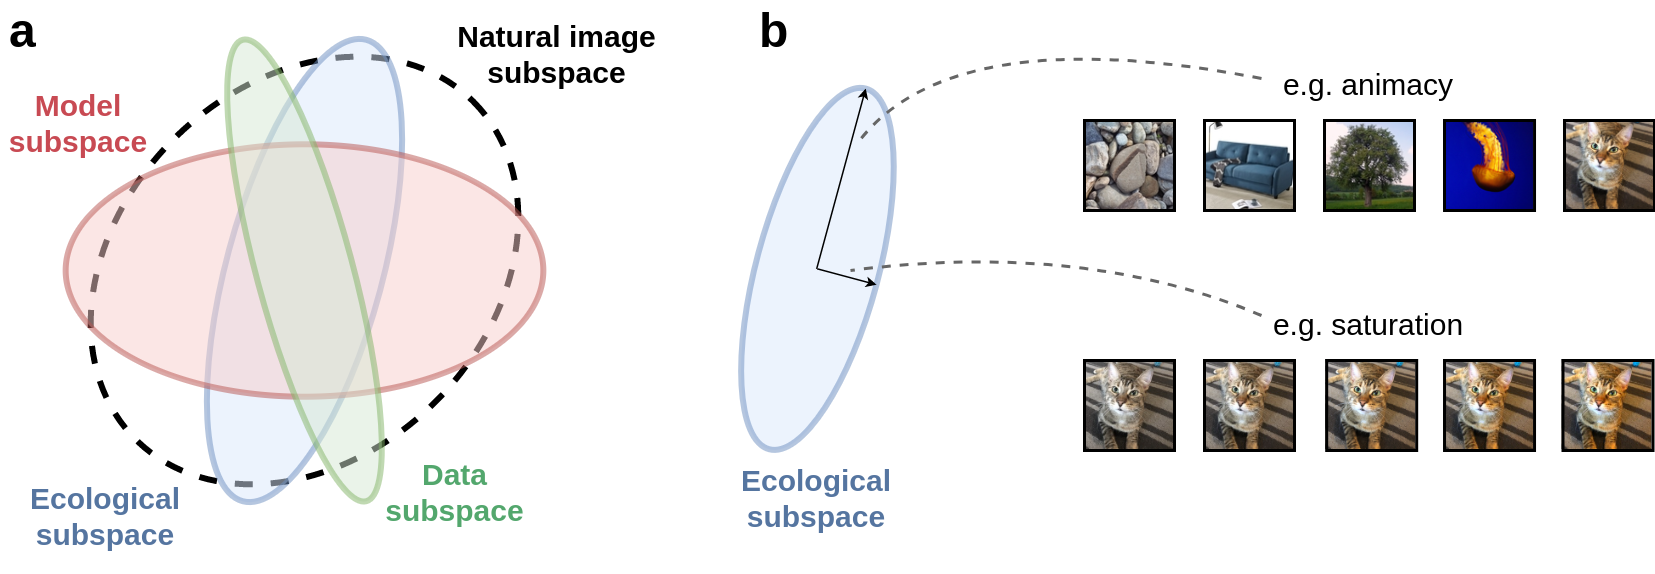 a
Natural image
subspace
Model
subspace
Ecological
subspace
Data
subspace
b
e.g. animacy
e.g. saturation
Ecological
subspace